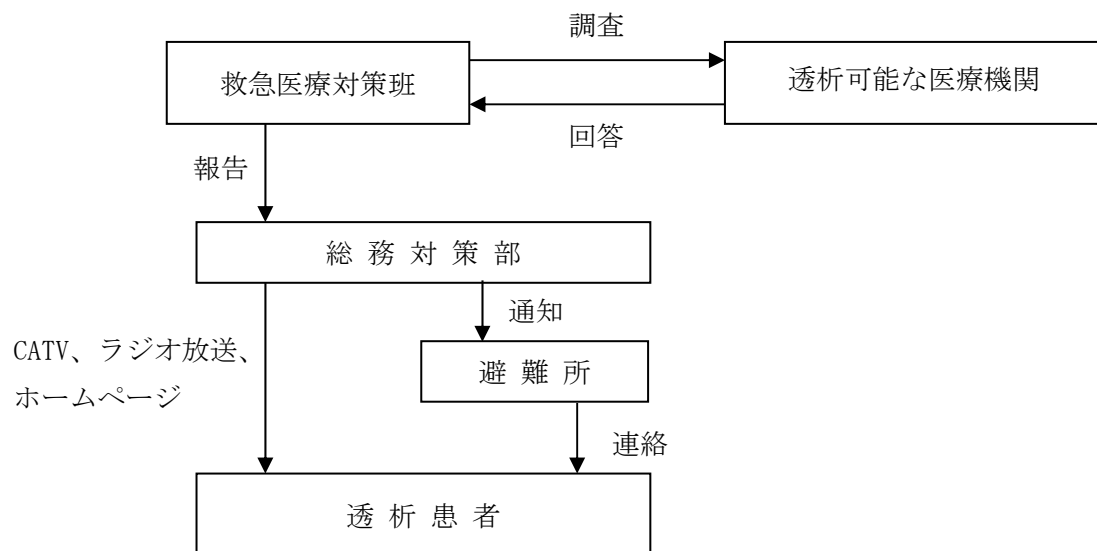 調査
救急医療対策班
透析可能な医療機関
回答
報告
総務対策部
通知
CATV、ラジオ放送、
ホームページ
避難所
連絡
透析患者